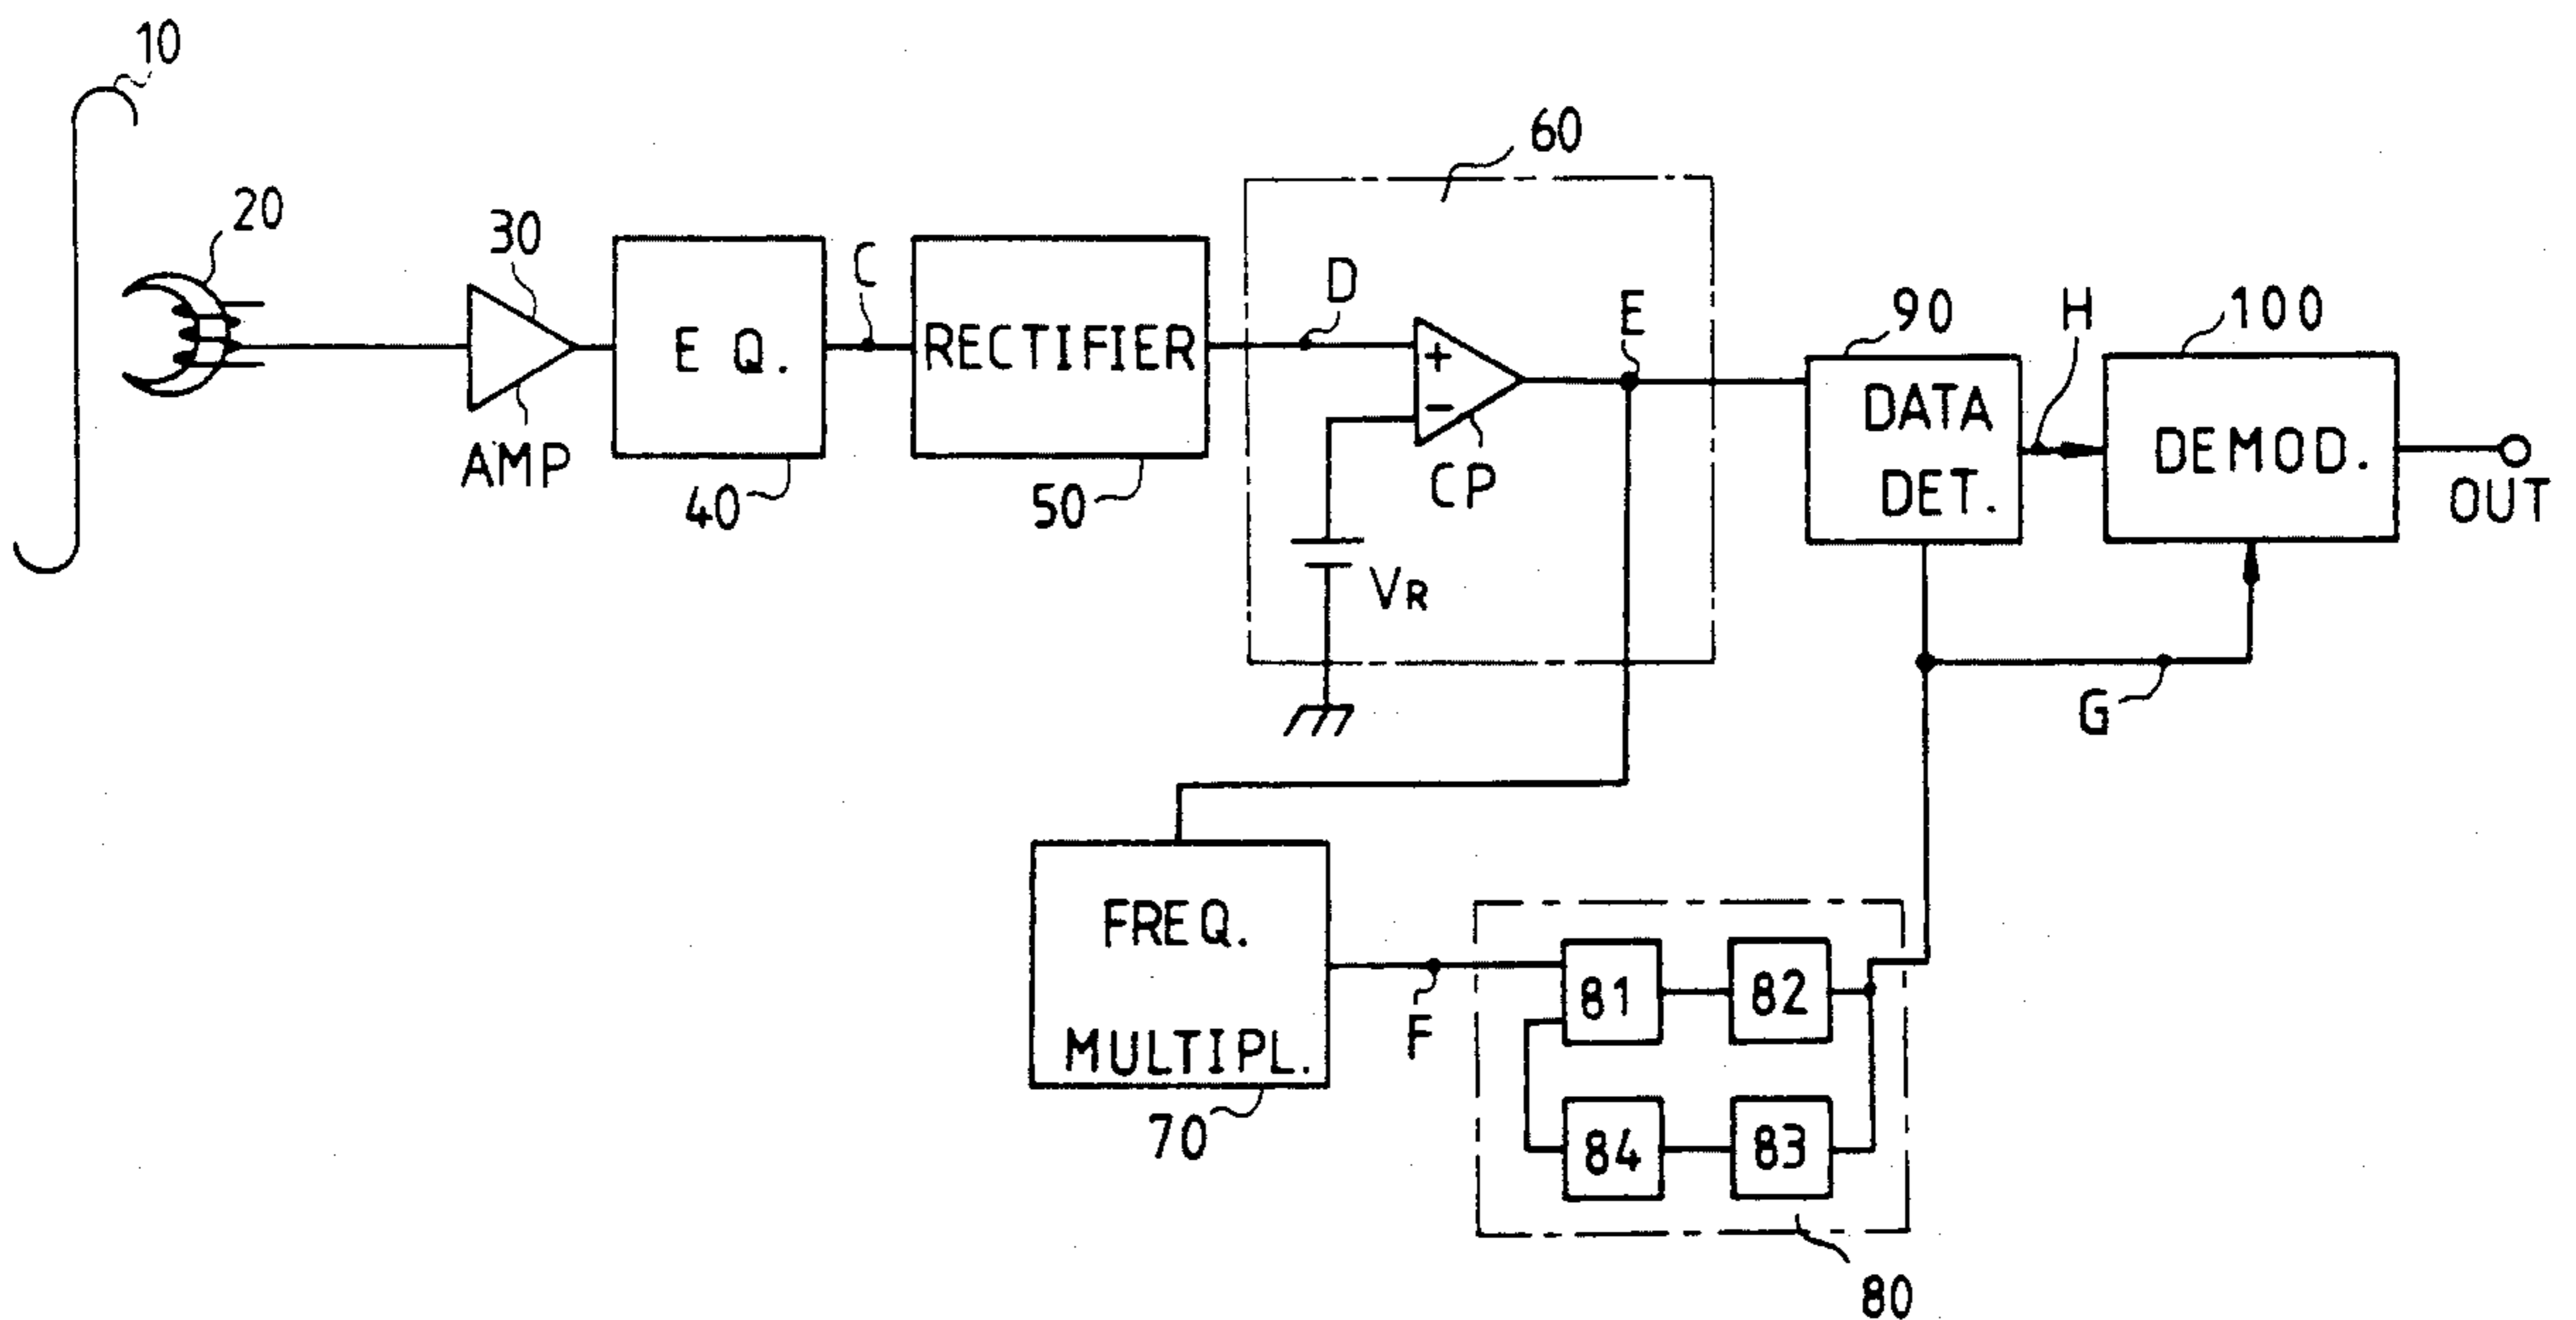 10
20
30
AMP
E Q.
40
C
RECTIFIER
50
60
D
+
-
CP
VR
E
90
DATA
DET.
H
100
DEMOD.
OUT
G
FREQ.
MULTIPL.
70
F
81
82
84
83
80